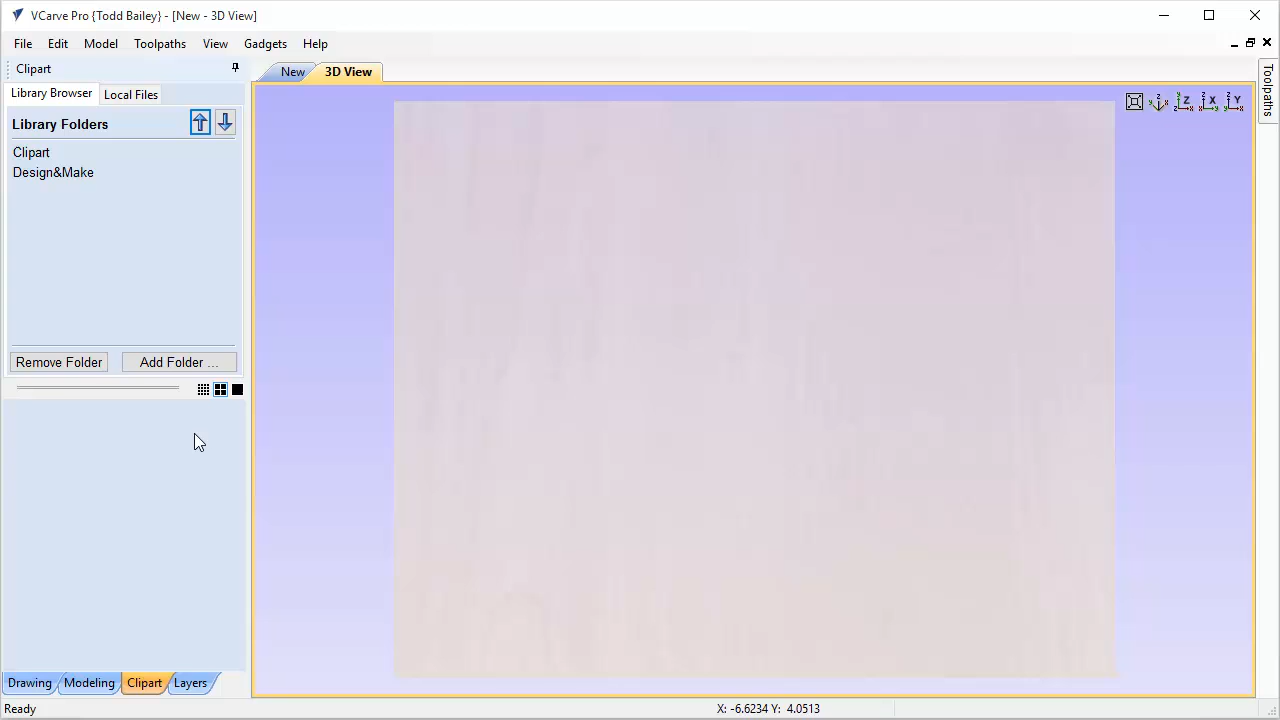 VCarve Pro {Todd Bailey} - [New - 3D View]
File Edit Model Toolpaths View Gadgets Help
Clipart
Library Browser Local Files
Library Folders
Clipart
Design&Make
Remove Folder Add Folder ...
Drawing Modeling Clipart Layers
New 3D View
Z X Y
Toolpaths
Ready X: -6.6234 Y: 4.0513